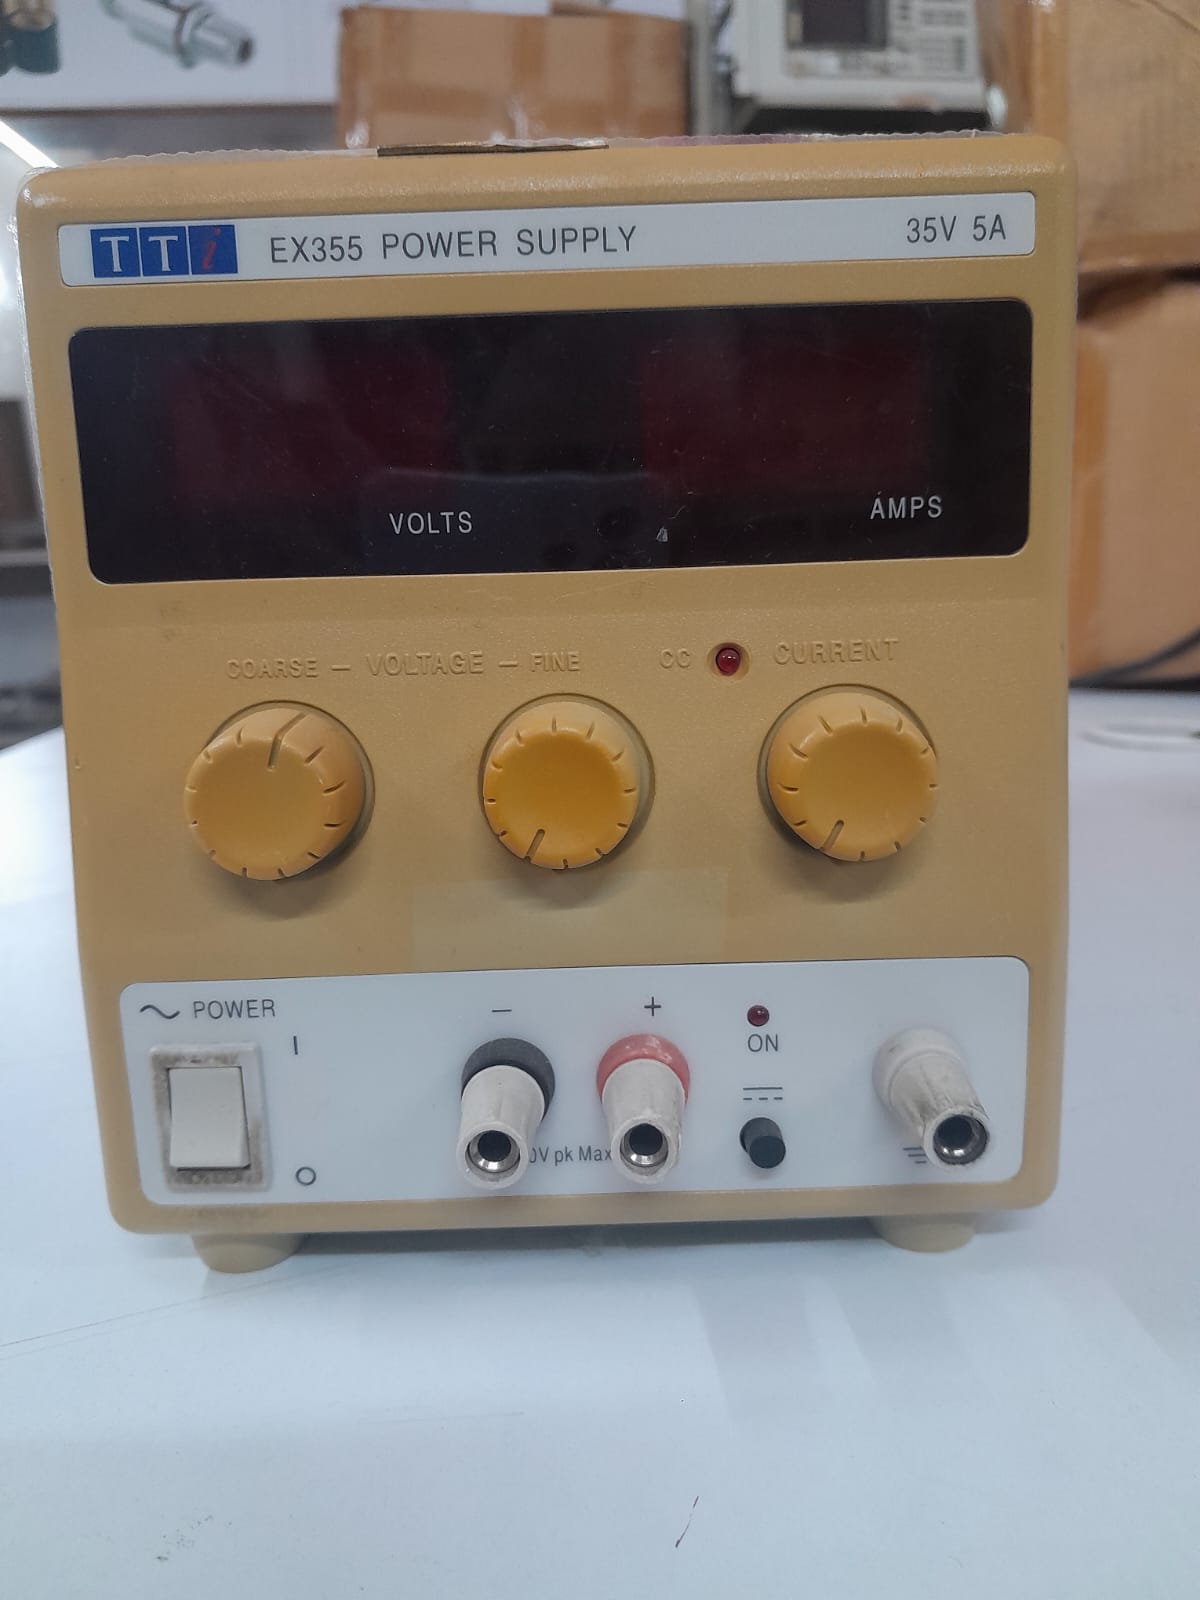 TTi EX355 POWER SUPPLY 35V 5A
VOLTS AMPS
COARSE – VOLTAGE – FINE CC CURRENT
POWER – +
I
ON
V pk Max
O